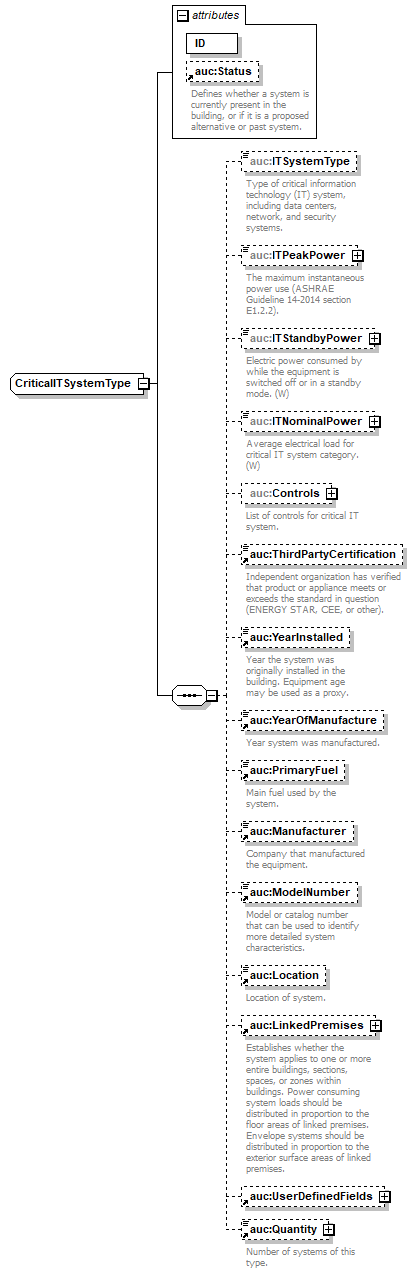 attributes
ID
auc:Status
Defines whether a system is
currently present in the
building, or if it is a proposed
alternative or past system.
auc:ITSystemType
Type of critical information
technology (IT) system,
including data centers,
network, and security
systems.
auc:ITPeakPower
The maximum instantaneous
power use (ASHRAE
Guideline 14-2014 section
E1.2.2).
auc:ITStandbyPower
Electric power consumed by
while the equipment is
switched off or in a standby
mode. (W)
CriticalITSystemType
auc:ITNominalPower
Average electrical load for
critical IT system category.
(W)
auc:Controls
List of controls for critical IT
system.
auc:ThirdPartyCertification
Independent organization has verified
that product or appliance meets or
exceeds the standard in question
(ENERGY STAR, CEE, or other).
auc:YearInstalled
Year the system was
originally installed in the
building. Equipment age
may be used as a proxy.
auc:YearOfManufacture
Year system was manufactured.
auc:PrimaryFuel
Main fuel used by the
system.
auc:Manufacturer
Company that manufactured
the equipment.
auc:ModelNumber
Model or catalog number
that can be used to identify
more detailed system
characteristics.
auc:Location
Location of system.
auc:LinkedPremises
Establishes whether the
system applies to one or more
entire buildings, sections,
spaces, or zones within
buildings. Power consuming
system loads should be
distributed in proportion to the
floor areas of linked premises.
Envelope systems should be
distributed in proportion to the
exterior surface areas of linked
premises.
auc:UserDefinedFields
auc:Quantity
Number of systems of this
type.